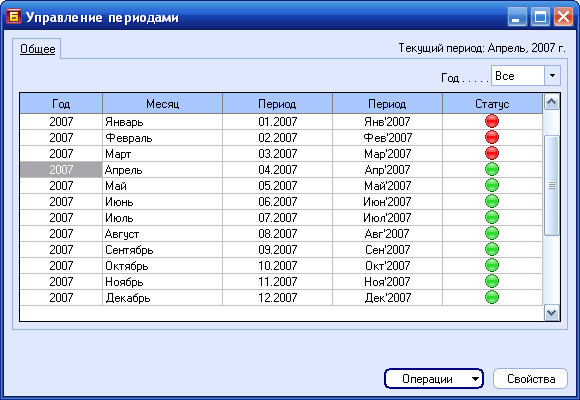 Б Управление периодами
Общее
Текущий период: Апрель, 2007 г.
Год . . . . . Все
Год Месяц Период Период Статус
2007 Январь 01.2007 Янв'2007
2007 Февраль 02.2007 Фев'2007
2007 Март 03.2007 Мар'2007
2007 Апрель 04.2007 Апр'2007
2007 Май 05.2007 Май'2007
2007 Июнь 06.2007 Июн'2007
2007 Июль 07.2007 Июл'2007
2007 Август 08.2007 Авг'2007
2007 Сентябрь 09.2007 Сен'2007
2007 Октябрь 10.2007 Окт'2007
2007 Ноябрь 11.2007 Ноя'2007
2007 Декабрь 12.2007 Дек'2007
Операции Свойства